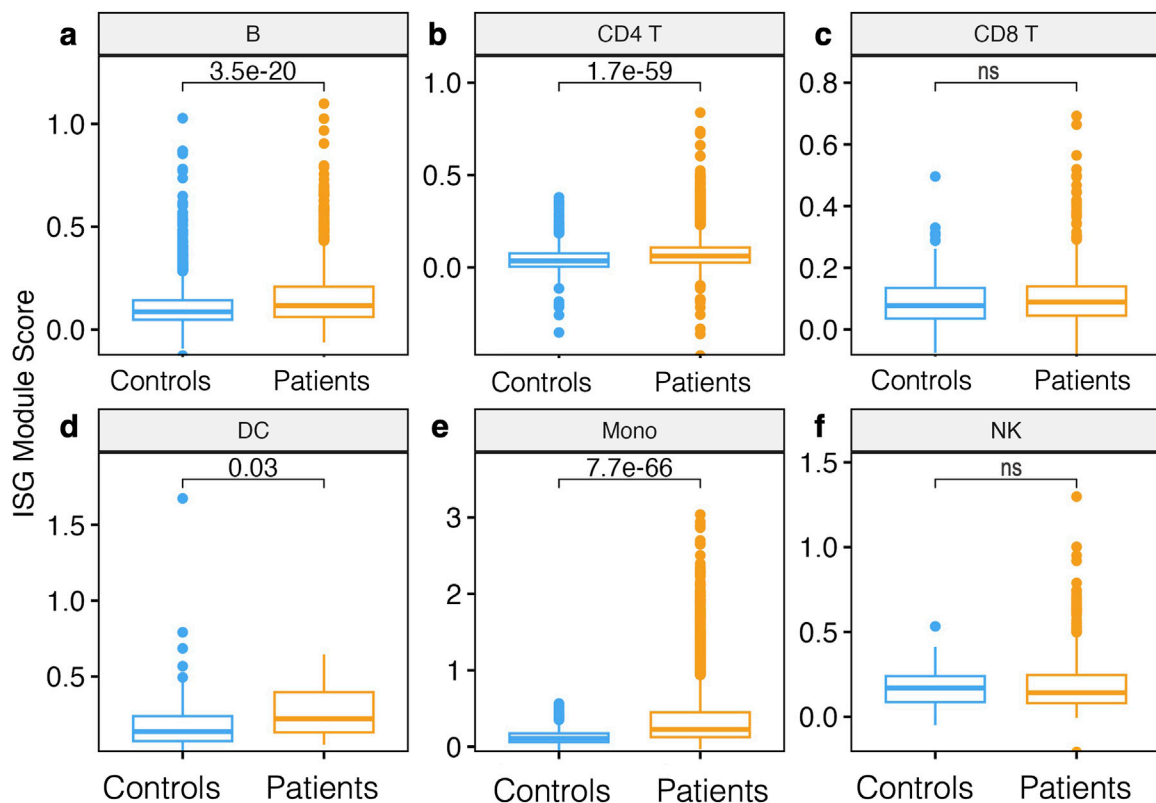 a
B
b
CD4 T
c
CD8 T
3.5e-20
1.7e-59
ns
1.0
0.5
0.0
1.0
0.5
0.0
0.8
0.6
0.4
0.2
0.0
Controls Patients
Controls Patients
Controls Patients
ISG Module Score
d
DC
e
Mono
f
NK
0.03
7.7e-66
ns
1.5
1.0
0.5
3
2
1
0
1.5
1.0
0.5
0.0
Controls Patients
Controls Patients
Controls Patients